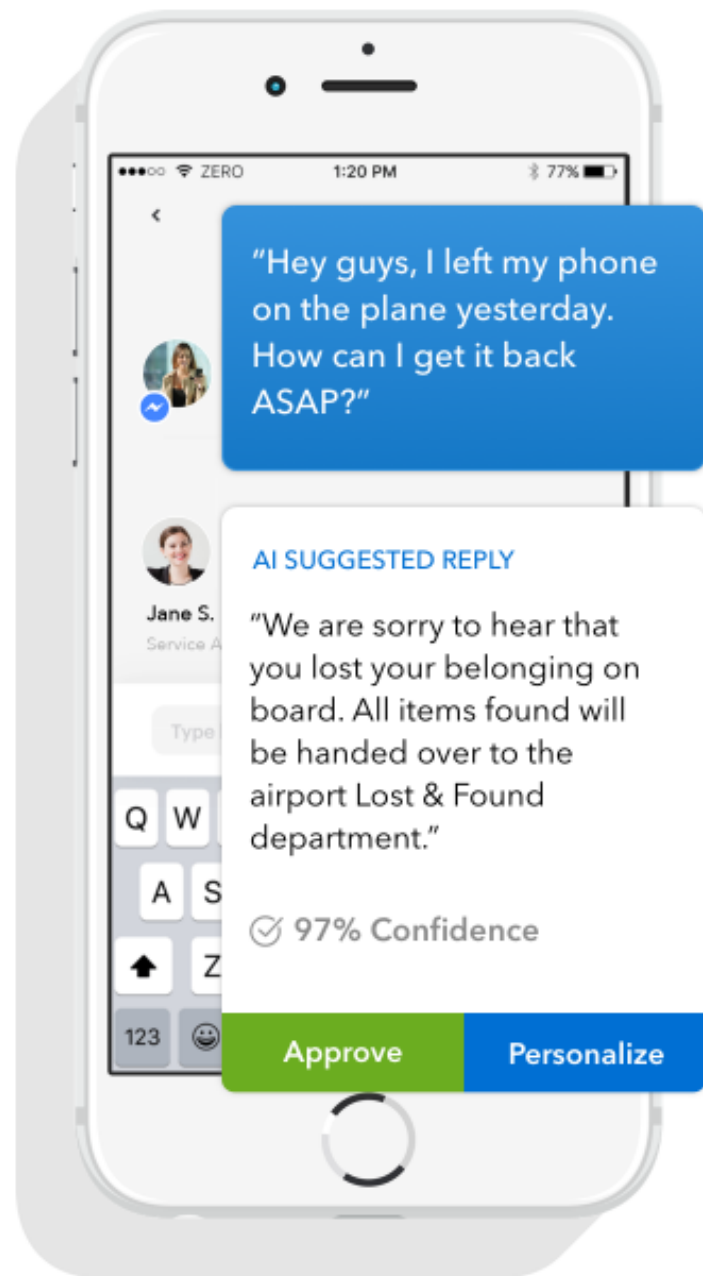 ZERO 1:20 PM 77%
"Hey guys, I left my phone
on the plane yesterday.
How can I get it back
ASAP?"
AI SUGGESTED REPLY
Jane S.
Service A
"We are sorry to hear that
you lost your belonging on
board. All items found will
be handed over to the
airport Lost & Found
department."
Type
Q W
A S
Z
123
97% Confidence
Approve Personalize